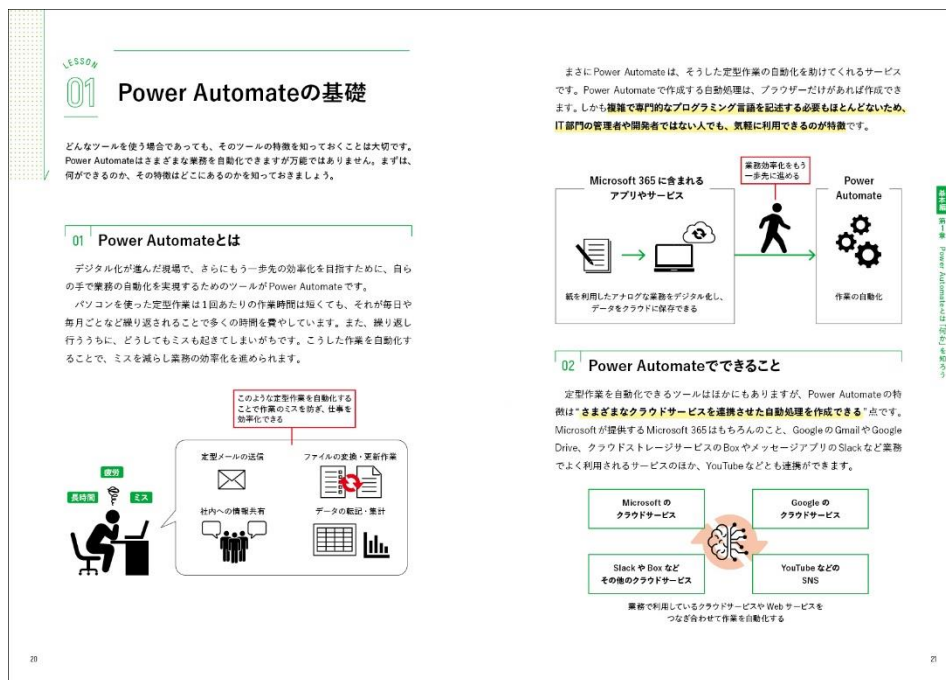 LESSON
01
Power Automateの基礎
どんなツールを使う場合であっても、そのツールの特徴を知っておくことは大切です。
Power Automateはさまざまな業務を自動化できますが万能ではありません。まずは、
何ができるのか、その特徴はどこにあるのかを知っておきましょう。
01 Power Automateとは
デジタル化が進んだ現場で、さらにもう一歩先の効率化を目指すために、自ら
の手で業務の自動化を実現するためのツールがPower Automateです。
パソコンを使った定型作業は1回あたりの作業時間は短くても、それが毎日や
毎月ごとなど繰り返されることで多くの時間を費やしています。また、繰り返し
行ううちに、どうしてもミスも起きてしまいがちです。こうした作業を自動化す
ることで、ミスを減らし業務の効率化を進められます。
このような定型作業を自動化する
ことで作業のミスを防ぎ、仕事を
効率化できる
疲労
長時間
ミス
定型メールの送信
ファイルの変換・更新作業
社内への情報共有
データの転記・集計
20
まさにPower Automateは、そうした定型作業の自動化を助けてくれるサービス
です。Power Automateで作成する自動処理は、ブラウザーだけがあれば作成でき
ます。しかも複雑で専門的なプログラミング言語を記述する必要もほとんどないため、
IT部門の管理者や開発者ではない人でも、気軽に利用できるのが特徴です。
業務効率化をもう
一歩先に進める
Microsoft 365に含まれる
アプリやサービス
Power
Automate
紙を利用したアナログな業務をデジタル化し、
データをクラウドに保存できる
作業の自動化
02 Power Automateでできること
定型作業を自動化できるツールはほかにもありますが、Power Automateの特
徴は“さまざまなクラウドサービスを連携させた自動処理を作成できる”点です。
Microsoftが提供するMicrosoft 365はもちろんのこと、GoogleのGmailやGoogle
Drive、クラウドストレージサービスのBoxやメッセージアプリのSlackなど業務
でよく利用されるサービスのほか、YouTubeなどとも連携ができます。
Microsoftの
クラウドサービス
Googleの
クラウドサービス
SlackやBoxなど
その他のクラウドサービス
YouTubeなどの
SNS
業務で利用しているクラウドサービスやWebサービスを
つなぎ合わせて作業を自動化する
基本編 第1章 Power Automateとは「何か」を知ろう
21